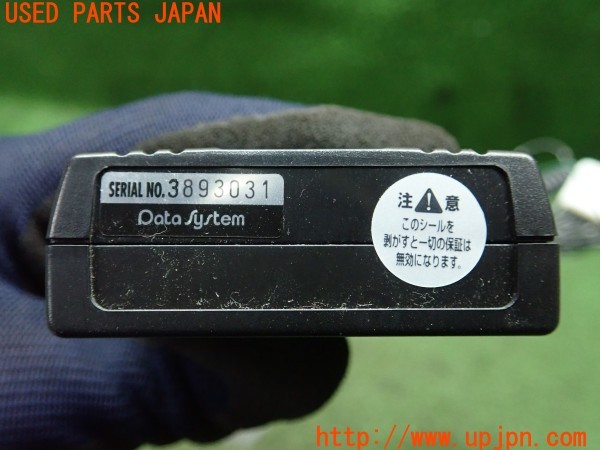 USED PARTS JAPAN
SERIAL NO. 3893031
Data System
注 意
このシールを
剥がすと一切の保証は
無効になります。
http://www.upjpn.com